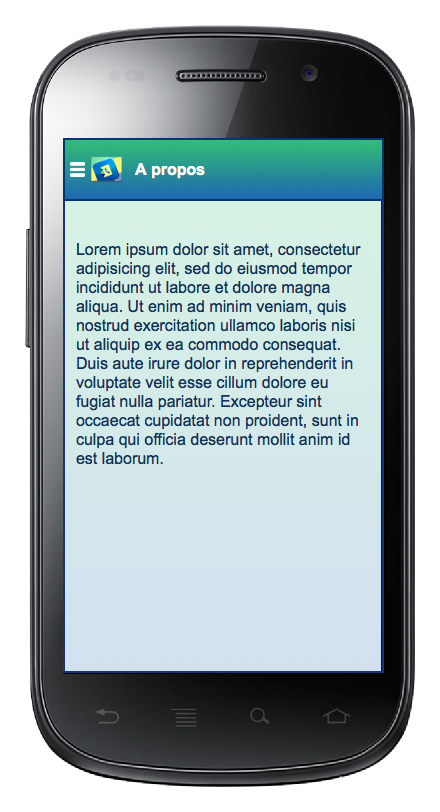 A propos
Lorem ipsum dolor sit amet, consectetur
adipisicing elit, sed do eiusmod tempor
incididunt ut labore et dolore magna
aliqua. Ut enim ad minim veniam, quis
nostrud exercitation ullamco laboris nisi
ut aliquip ex ea commodo consequat.
Duis aute irure dolor in reprehenderit in
voluptate velit esse cillum dolore eu
fugiat nulla pariatur. Excepteur sint
occaecat cupidatat non proident, sunt in
culpa qui officia deserunt mollit anim id
est laborum.